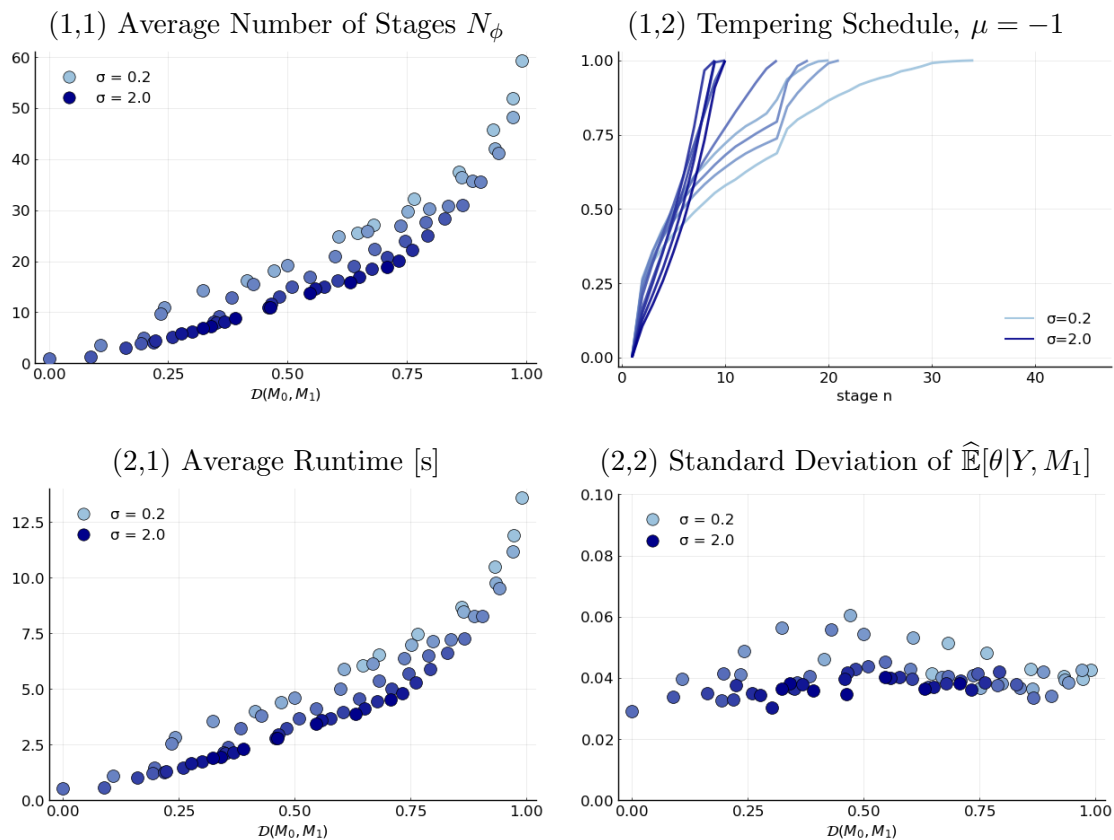 (1,1) Average Number of Stages N_ϕ
60
50
40
30
20
10
0
σ = 0.2
σ = 2.0
0.00 0.25 0.50 0.75 1.00
𝒟(M₀, M₁)
(1,2) Tempering Schedule, μ = −1
1.00
0.75
0.50
0.25
0.00
σ=0.2
σ=2.0
0 10 20 30 40
stage n
(2,1) Average Runtime [s]
12.5
10.0
7.5
5.0
2.5
0.0
σ = 0.2
σ = 2.0
0.00 0.25 0.50 0.75 1.00
𝒟(M₀, M₁)
(2,2) Standard Deviation of 𝔼̂[θ|Y, M₁]
0.10
0.08
0.06
0.04
0.02
0.00
σ = 0.2
σ = 2.0
0.00 0.25 0.50 0.75 1.00
𝒟(M₀, M₁)